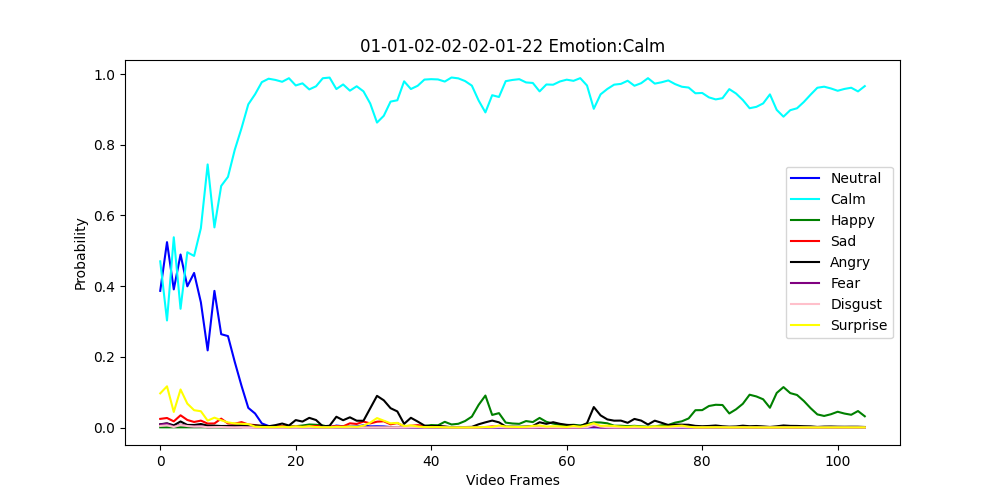 01-01-02-02-02-01-22 Emotion:Calm
1.0
0.8
0.6
0.4
0.2
0.0
Probability
0 20 40 60 80 100
Video Frames
Neutral
Calm
Happy
Sad
Angry
Fear
Disgust
Surprise